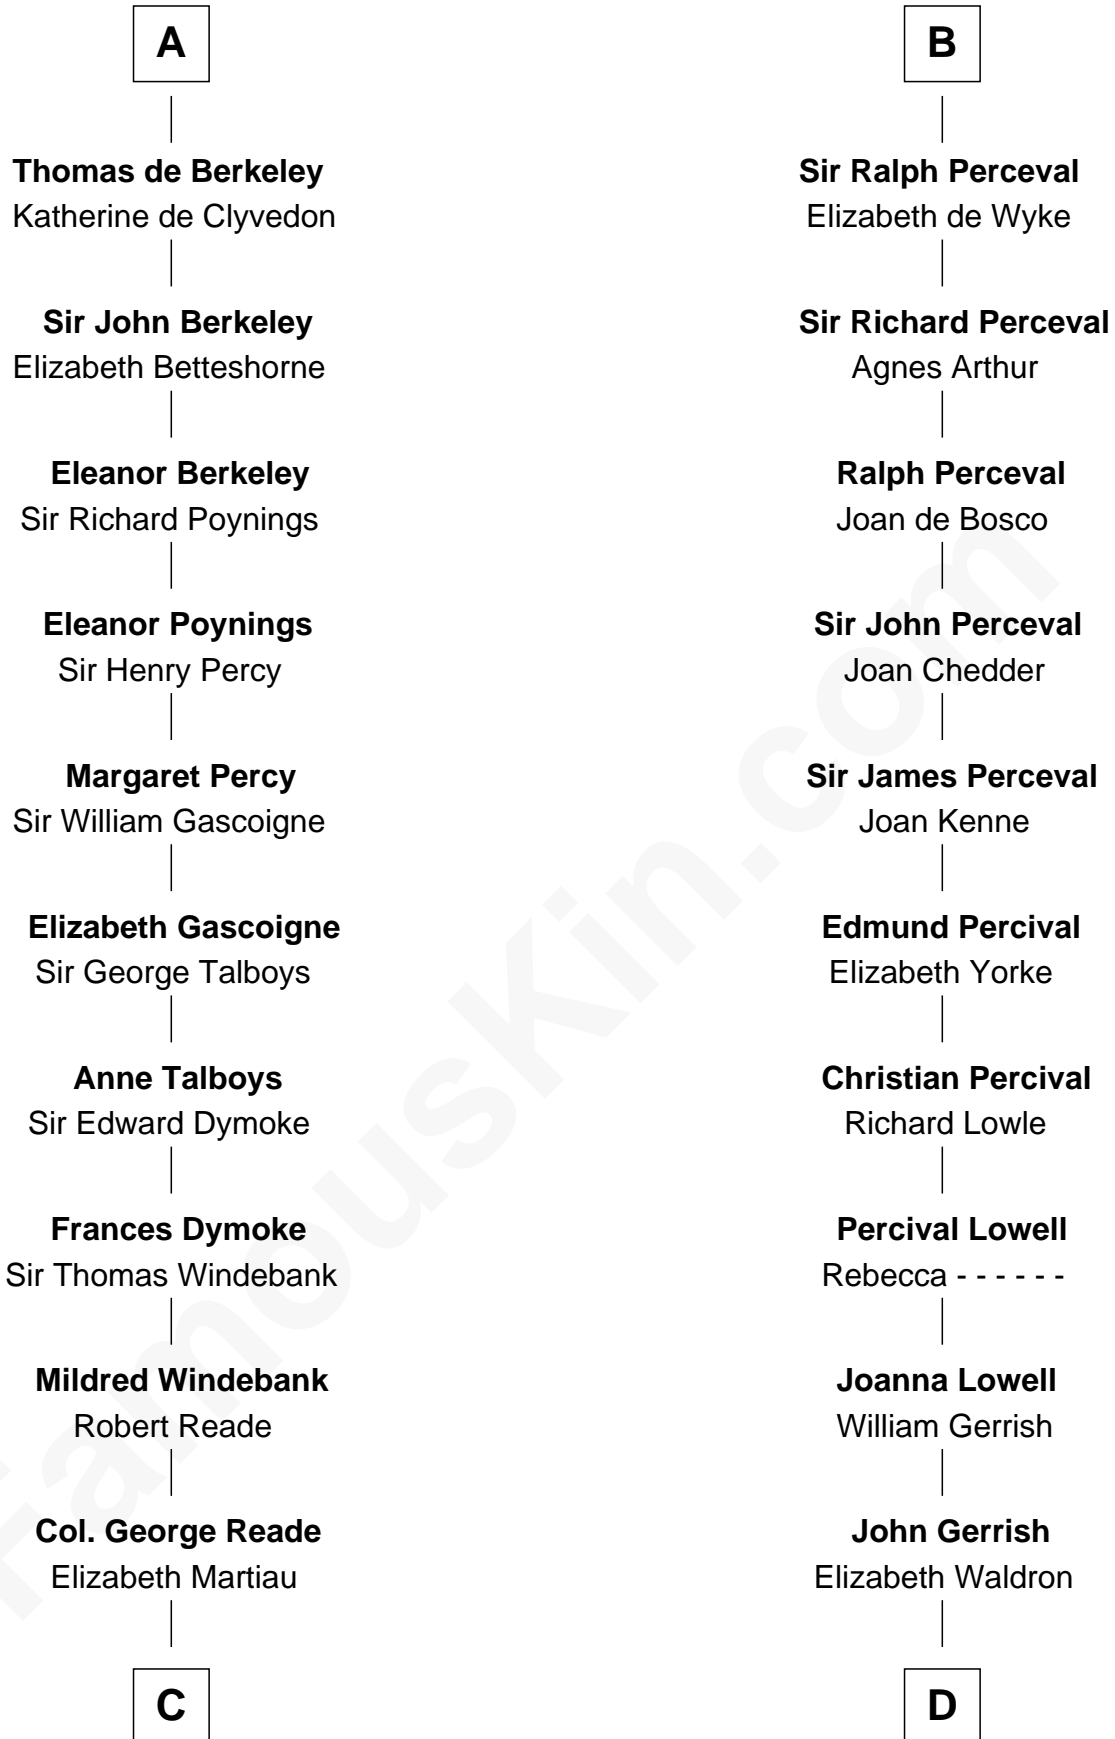 A
Thomas de Berkeley
Katherine de Clyvedon
Sir John Berkeley
Elizabeth Betteshorne
Eleanor Berkeley
Sir Richard Poynings
Eleanor Poynings
Sir Henry Percy
Margaret Percy
Sir William Gascoigne
Elizabeth Gascoigne
Sir George Talboys
Anne Talboys
Sir Edward Dymoke
Frances Dymoke
Sir Thomas Windebank
Mildred Windebank
Robert Reade
Col. George Reade
Elizabeth Martiau
C
B
Sir Ralph Perceval
Elizabeth de Wyke
Sir Richard Perceval
Agnes Arthur
Ralph Perceval
Joan de Bosco
Sir John Perceval
Joan Chedder
Sir James Perceval
Joan Kenne
Edmund Percival
Elizabeth Yorke
Christian Percival
Richard Lowle
Percival Lowell
Rebecca - - - - - -
Joanna Lowell
William Gerrish
John Gerrish
Elizabeth Waldron
D
FamousKin.com